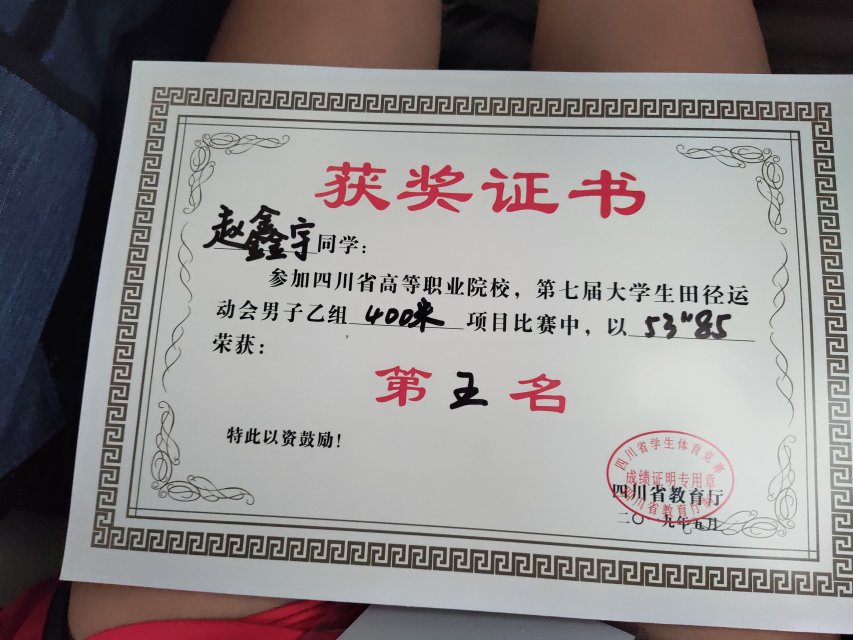 获奖证书
赵鑫宇同学：
参加四川省高等职业院校，第七届大学生田径运
动会男子乙组 400米 项目比赛中，以 53"85
荣获：
第五名
特此以资鼓励！
四川省学生体育竞赛
成绩证明专用章
四川省教育厅
四川省教育厅
二〇一九年五月